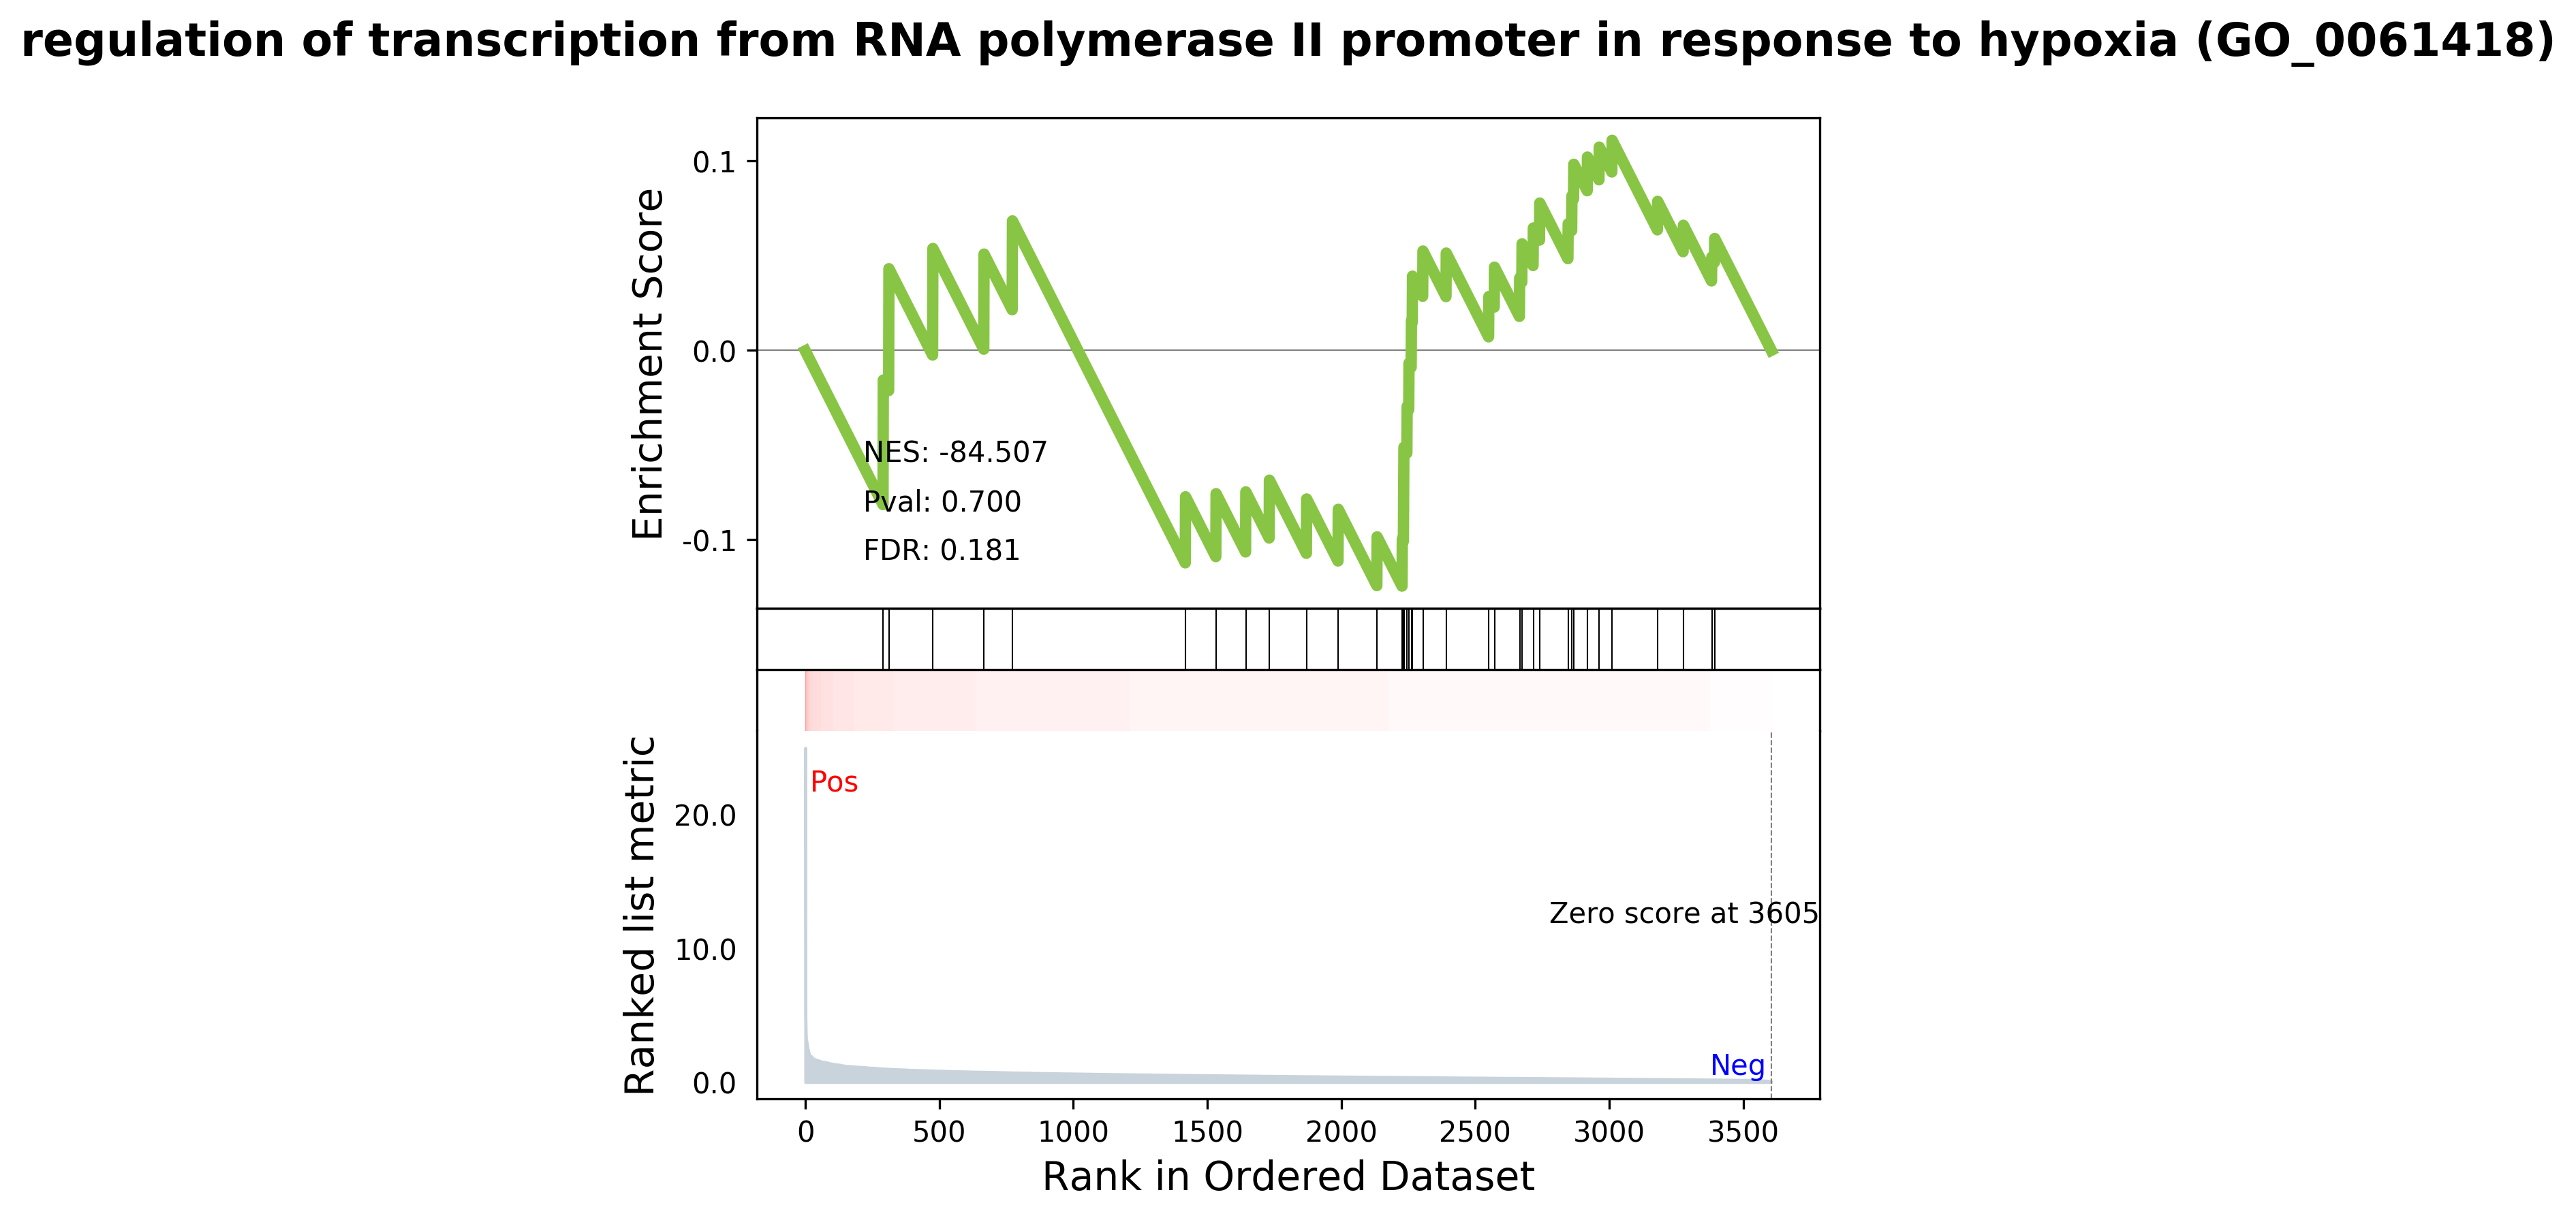 regulation of transcription from RNA polymerase II promoter in response to hypoxia (GO_0061418)
Enrichment Score
0.1
0.0
-0.1
NES: -84.507
Pval: 0.700
FDR: 0.181
Ranked list metric
20.0
10.0
0.0
Pos
Zero score at 3605
Neg
0 500 1000 1500 2000 2500 3000 3500
Rank in Ordered Dataset